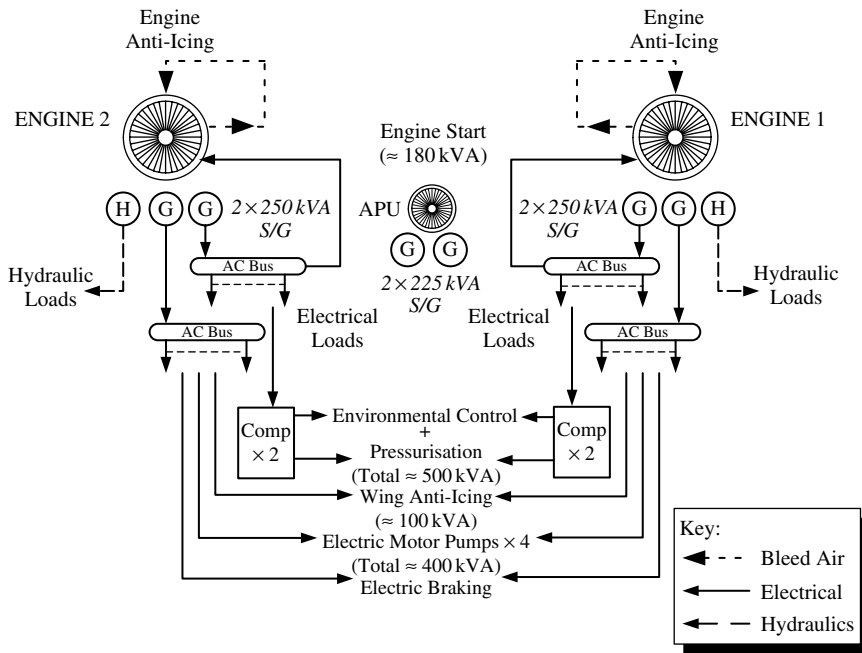 Engine
Anti-Icing
Engine
Anti-Icing
ENGINE 2
Engine Start
(≈ 180 kVA)
ENGINE 1
H
G
G
2 × 250 kVA
S/G
APU
G
G
2 × 225 kVA
S/G
2 × 250 kVA
S/G
G
G
H
Hydraulic
Loads
AC Bus
AC Bus
Hydraulic
Loads
Electrical
Loads
Electrical
Loads
AC Bus
AC Bus
Comp
× 2
Environmental Control
+
Pressurisation
(Total ≈ 500 kVA)
Comp
× 2
Wing Anti-Icing
(≈ 100 kVA)
Electric Motor Pumps × 4
(Total ≈ 400 kVA)
Electric Braking
Key:
Bleed Air
Electrical
Hydraulics